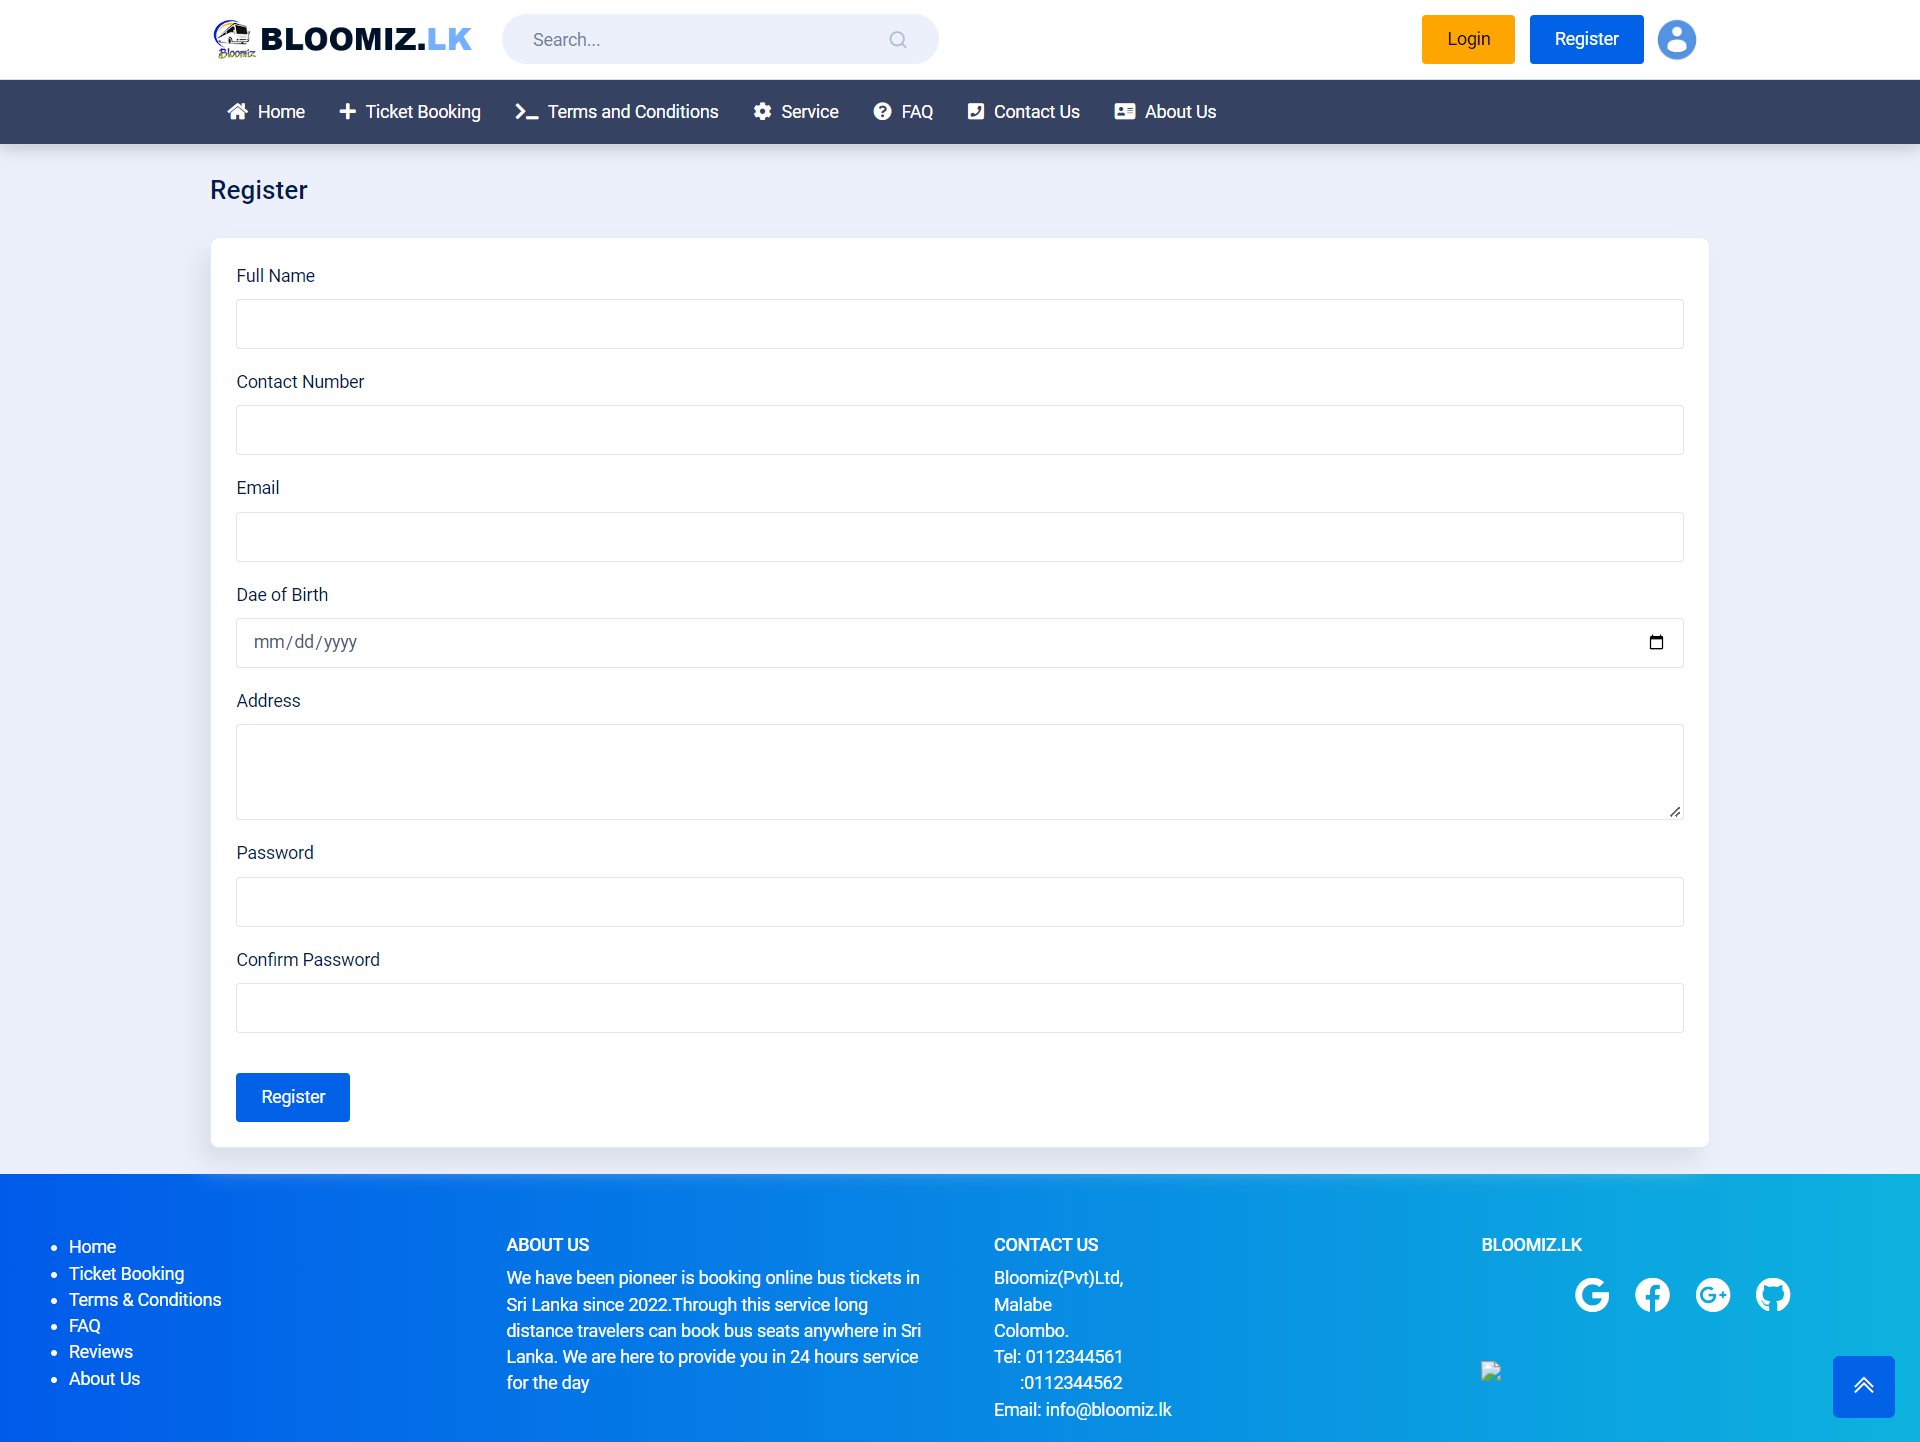 Bloomiz
BLOOMIZ.LK
Search...
Login
Register
Home
Ticket Booking
Terms and Conditions
Service
FAQ
Contact Us
About Us
Register
Full Name
Contact Number
Email
Dae of Birth
mm/dd/yyyy
Address
Password
Confirm Password
Register
Home
Ticket Booking
Terms & Conditions
FAQ
Reviews
About Us
ABOUT US
We have been pioneer is booking online bus tickets in
Sri Lanka since 2022.Through this service long
distance travelers can book bus seats anywhere in Sri
Lanka. We are here to provide you in 24 hours service
for the day
CONTACT US
Bloomiz(Pvt)Ltd,
Malabe
Colombo.
Tel: 0112344561
:0112344562
Email: info@bloomiz.lk
BLOOMIZ.LK